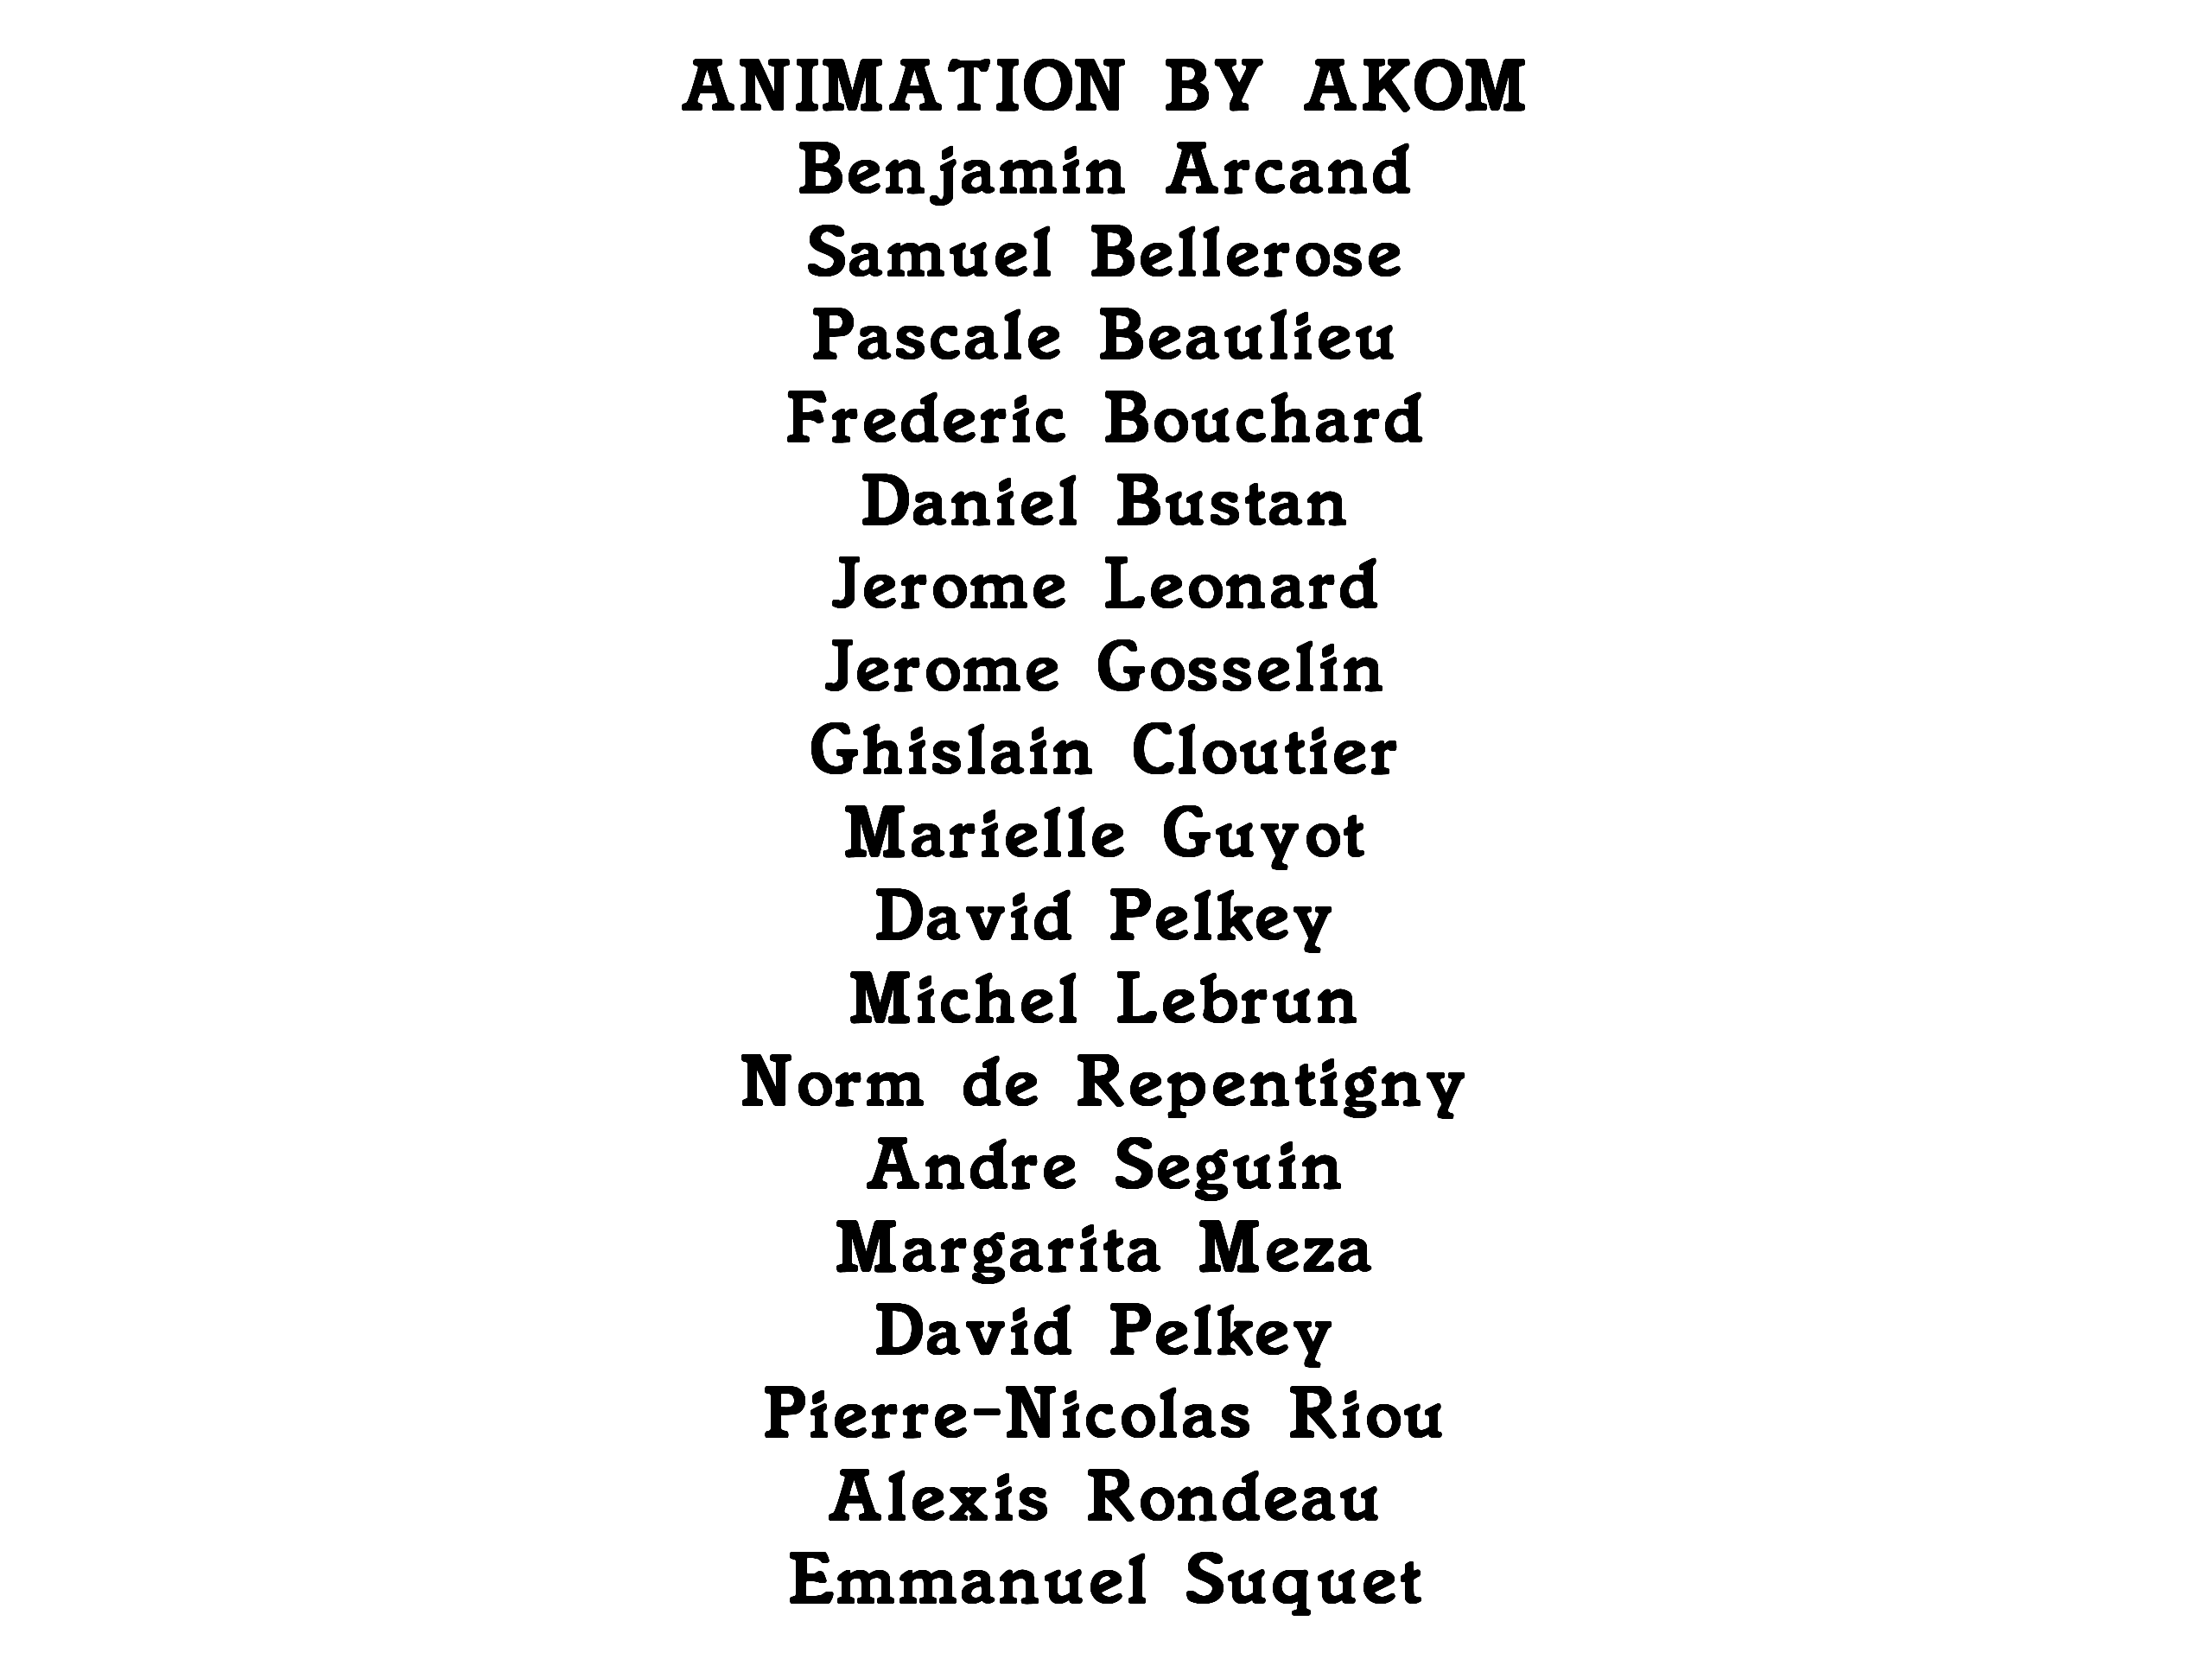 ANIMATION BY AKOM
Benjamin Arcand
Samuel Bellerose
Pascale Beaulieu
Frederic Bouchard
Daniel Bustan
Jerome Leonard
Jerome Gosselin
Ghislain Cloutier
Marielle Guyot
David Pelkey
Michel Lebrun
Norm de Repentigny
Andre Seguin
Margarita Meza
David Pelkey
Pierre-Nicolas Riou
Alexis Rondeau
Emmanuel Suquet